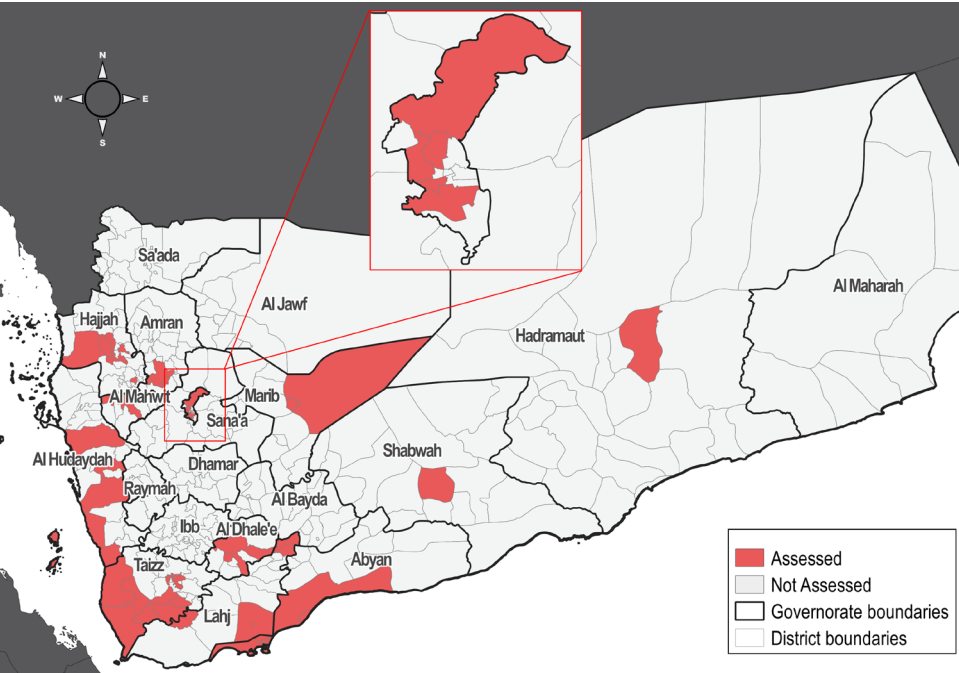 N
W E
S
Sa'ada
Al Jawf
Al Maharah
Hajjah
Amran
Hadramaut
Al Mahwit
Marib
Sana'a
Shabwah
Al Hudaydah
Dhamar
Raymah
Al Bayda
Ibb
Al Dhale'e
Taizz
Abyan
Lahj
Assessed
Not Assessed
Governorate boundaries
District boundaries